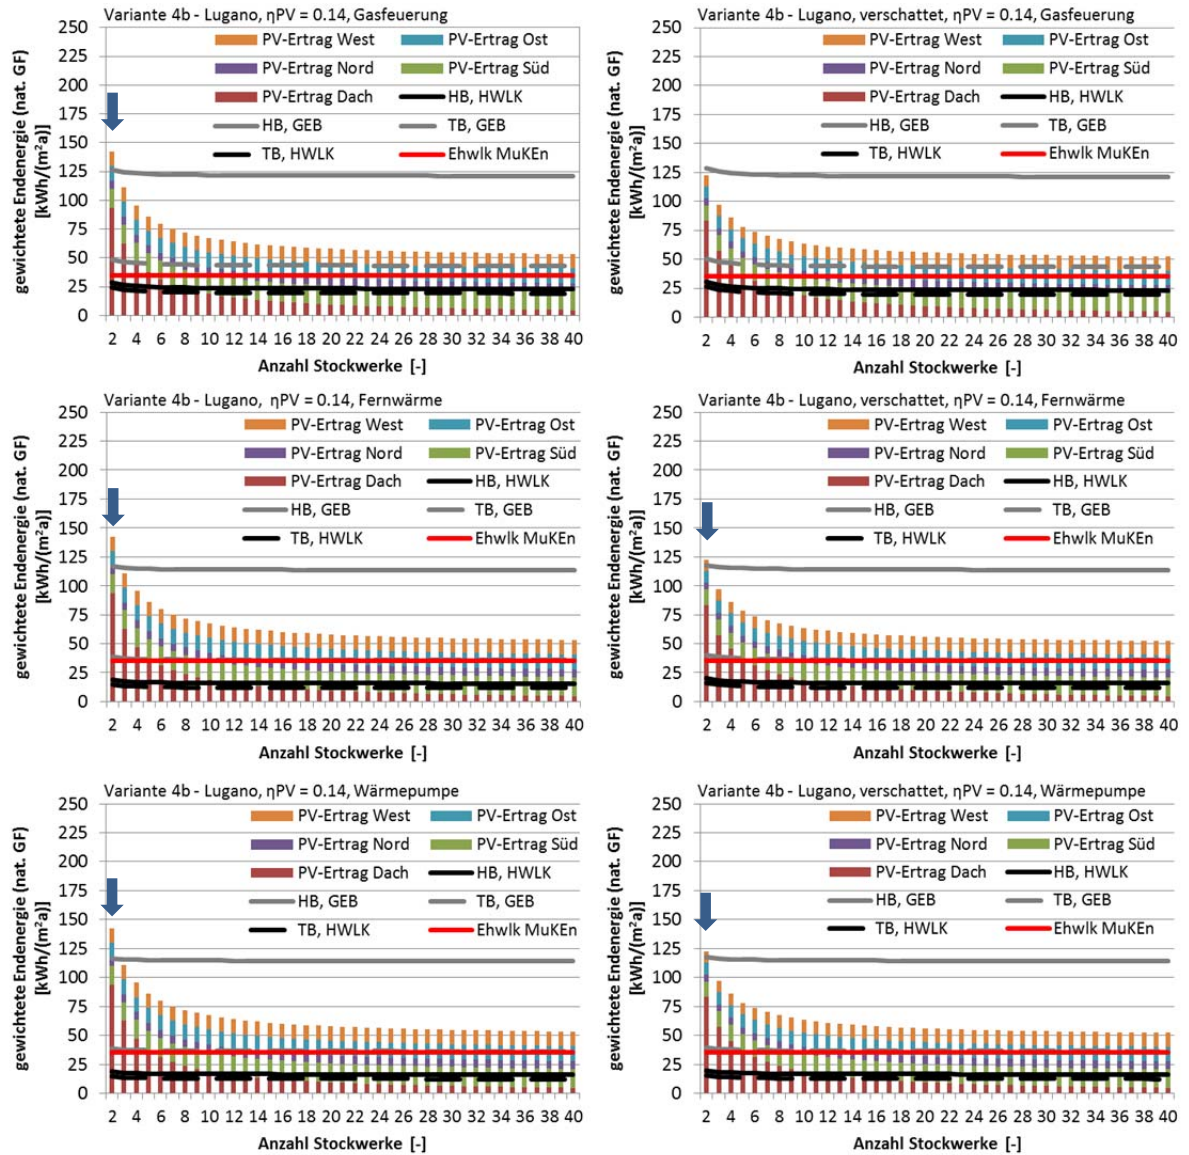 Variante 4b - Lugano, ηPV = 0.14, Gasfeuerung
gewichtete Endenergie (nat. GF)
[kWh/(m²a)]
250
225
200
175
150
125
100
75
50
25
0
PV-Ertrag West
PV-Ertrag Ost
PV-Ertrag Nord
PV-Ertrag Süd
PV-Ertrag Dach
HB, HWLK
HB, GEB
TB, GEB
TB, HWLK
Ehwlk MuKEn
2 4 6 8 10 12 14 16 18 20 22 24 26 28 30 32 34 36 38 40
Anzahl Stockwerke [-]
Variante 4b - Lugano, verschattet, ηPV = 0.14, Gasfeuerung
gewichtete Endenergie (nat. GF)
[kWh/(m²a)]
250
225
200
175
150
125
100
75
50
25
0
PV-Ertrag West
PV-Ertrag Ost
PV-Ertrag Nord
PV-Ertrag Süd
PV-Ertrag Dach
HB, HWLK
HB, GEB
TB, GEB
TB, HWLK
Ehwlk MuKEn
2 4 6 8 10 12 14 16 18 20 22 24 26 28 30 32 34 36 38 40
Anzahl Stockwerke [-]
Variante 4b - Lugano, ηPV = 0.14, Fernwärme
gewichtete Endenergie (nat. GF)
[kWh/(m²a)]
250
225
200
175
150
125
100
75
50
25
0
PV-Ertrag West
PV-Ertrag Ost
PV-Ertrag Nord
PV-Ertrag Süd
PV-Ertrag Dach
HB, HWLK
HB, GEB
TB, GEB
TB, HWLK
Ehwlk MuKEn
2 4 6 8 10 12 14 16 18 20 22 24 26 28 30 32 34 36 38 40
Anzahl Stockwerke [-]
Variante 4b - Lugano, verschattet, ηPV = 0.14, Fernwärme
gewichtete Endenergie (nat. GF)
[kWh/(m²a)]
250
225
200
175
150
125
100
75
50
25
0
PV-Ertrag West
PV-Ertrag Ost
PV-Ertrag Nord
PV-Ertrag Süd
PV-Ertrag Dach
HB, HWLK
HB, GEB
TB, GEB
TB, HWLK
Ehwlk MuKEn
2 4 6 8 10 12 14 16 18 20 22 24 26 28 30 32 34 36 38 40
Anzahl Stockwerke [-]
Variante 4b - Lugano, ηPV = 0.14, Wärmepumpe
gewichtete Endenergie (nat. GF)
[kWh/(m²a)]
250
225
200
175
150
125
100
75
50
25
0
PV-Ertrag West
PV-Ertrag Ost
PV-Ertrag Nord
PV-Ertrag Süd
PV-Ertrag Dach
HB, HWLK
HB, GEB
TB, GEB
TB, HWLK
Ehwlk MuKEn
2 4 6 8 10 12 14 16 18 20 22 24 26 28 30 32 34 36 38 40
Anzahl Stockwerke [-]
Variante 4b - Lugano, verschattet, ηPV = 0.14, Wärmepumpe
gewichtete Endenergie (nat. GF)
[kWh/(m²a)]
250
225
200
175
150
125
100
75
50
25
0
PV-Ertrag West
PV-Ertrag Ost
PV-Ertrag Nord
PV-Ertrag Süd
PV-Ertrag Dach
HB, HWLK
HB, GEB
TB, GEB
TB, HWLK
Ehwlk MuKEn
2 4 6 8 10 12 14 16 18 20 22 24 26 28 30 32 34 36 38 40
Anzahl Stockwerke [-]